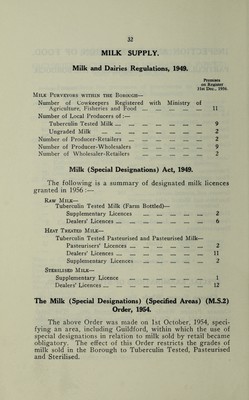 32
MILK SUPPLY.
Milk and Dairies Regulations, 1949.
Premises
on Register
31st Dec., 1956.
MILK PURVEYORS WITHIN THE BOROUGH—
Number of Cowkeepers Registered with Ministry of
Agriculture, Fisheries and Food 11
Number of Local Producers of :—
Tuberculin Tested Milk 9
Ungraded Milk 2
Number of Producer-Retailers 2
Number of Producer-Wholesalers 9
Number of Wholesaler-Retailers 2
Milk (Special Designations) Act, 1949.
The following is a summary of designated milk licences
granted in 1956 :—
RAW MILK—
Tuberculin Tested Milk (Farm Bottled)—
Supplementary Licences 2
Dealers' Licences 6
HEAT TREATED MILK—
Tuberculin Tested Pasteurised and Pasteurised Milk—
Pasteurisers' Licences 2
Dealers' Licences 11
Supplementary Licences 2
STERILISED MILK—
Supplementary Licence 1
Dealers' Licences 12
The Milk (Special Designations) (Specified Areas) (M.S.2)
Order, 1954.
The above Order was made on 1st October, 1954, speci-
fying an area, including Guildford, within which the use of
special designations in relation to milk sold by retail became
obligatory. The effect of this Order restricts the grades of
milk sold in the Borough to Tuberculin Tested, Pasteurised
and Sterilised.